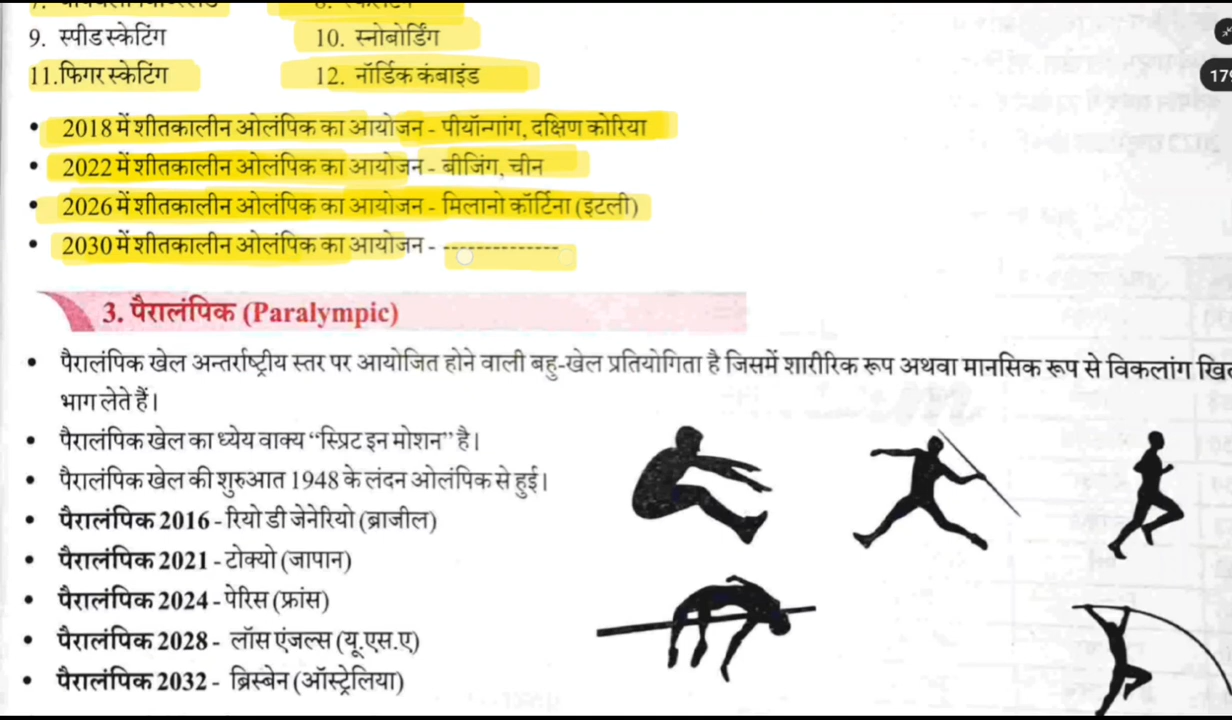 9. स्पीड स्केटिंग
10. स्नोबोर्डिंग
11.फिगर स्केटिंग
12. नॉर्डिक कंबाइंड
• 2018 में शीतकालीन ओलंपिक का आयोजन - पीयॉन्गांग, दक्षिण कोरिया
• 2022 में शीतकालीन ओलंपिक का आयोजन - बीजिंग, चीन
• 2026 में शीतकालीन ओलंपिक का आयोजन - मिलानो कॉर्टिना (इटली)
• 2030 में शीतकालीन ओलंपिक का आयोजन - ---------------
3. पैरालंपिक (Paralympic)
• पैरालंपिक खेल अन्तर्राष्ट्रीय स्तर पर आयोजित होने वाली बहु-खेल प्रतियोगिता है जिसमें शारीरिक रूप अथवा मानसिक रूप से विकलांग
भाग लेते हैं।
• पैरालंपिक खेल का ध्येय वाक्य “स्प्रिट इन मोशन” है।
• पैरालंपिक खेल की शुरुआत 1948 के लंदन ओलंपिक से हुई।
• पैरालंपिक 2016 - रियो डी जेनेरियो (ब्राजील)
• पैरालंपिक 2021 - टोक्यो (जापान)
• पैरालंपिक 2024 - पेरिस (फ्रांस)
• पैरालंपिक 2028 - लॉस एंजल्स (यू.एस.ए)
• पैरालंपिक 2032 - ब्रिस्बेन (ऑस्ट्रेलिया)